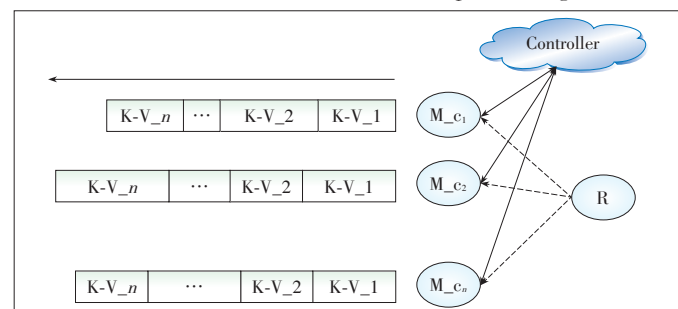 Controller
K-V_n ... K-V_2 K-V_1 M_c₁
K-V_n ... K-V_2 K-V_1 M_c₂
R
K-V_n ... K-V_2 K-V_1 M_cₙ